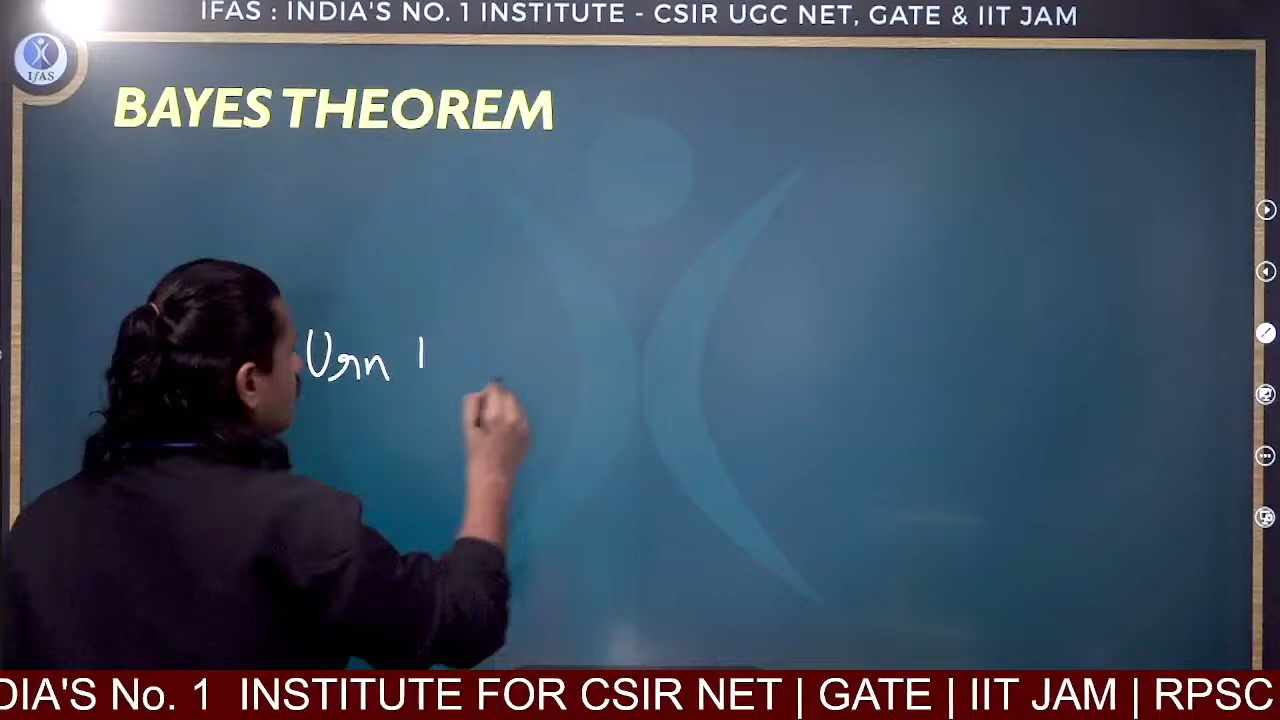 IFAS : INDIA'S NO. 1 INSTITUTE - CSIR UGC NET, GATE & IIT JAM
IFAS
BAYES THEOREM
Urn 1
DIA'S No. 1 INSTITUTE FOR CSIR NET | GATE | IIT JAM | RPSC